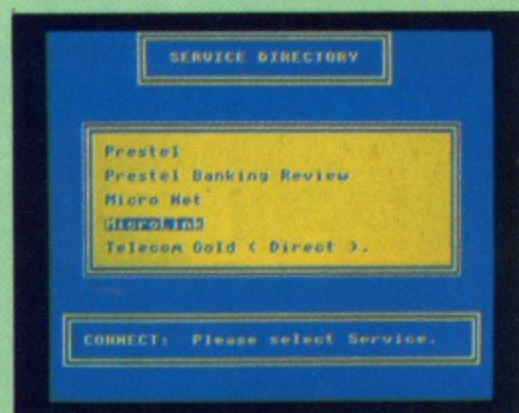 SERVICE DIRECTORY
Prestel
Prestel Banking Review
Micro Net
MicroLink
Telecom Gold ( Direct ).
CONNECT: Please select Service.